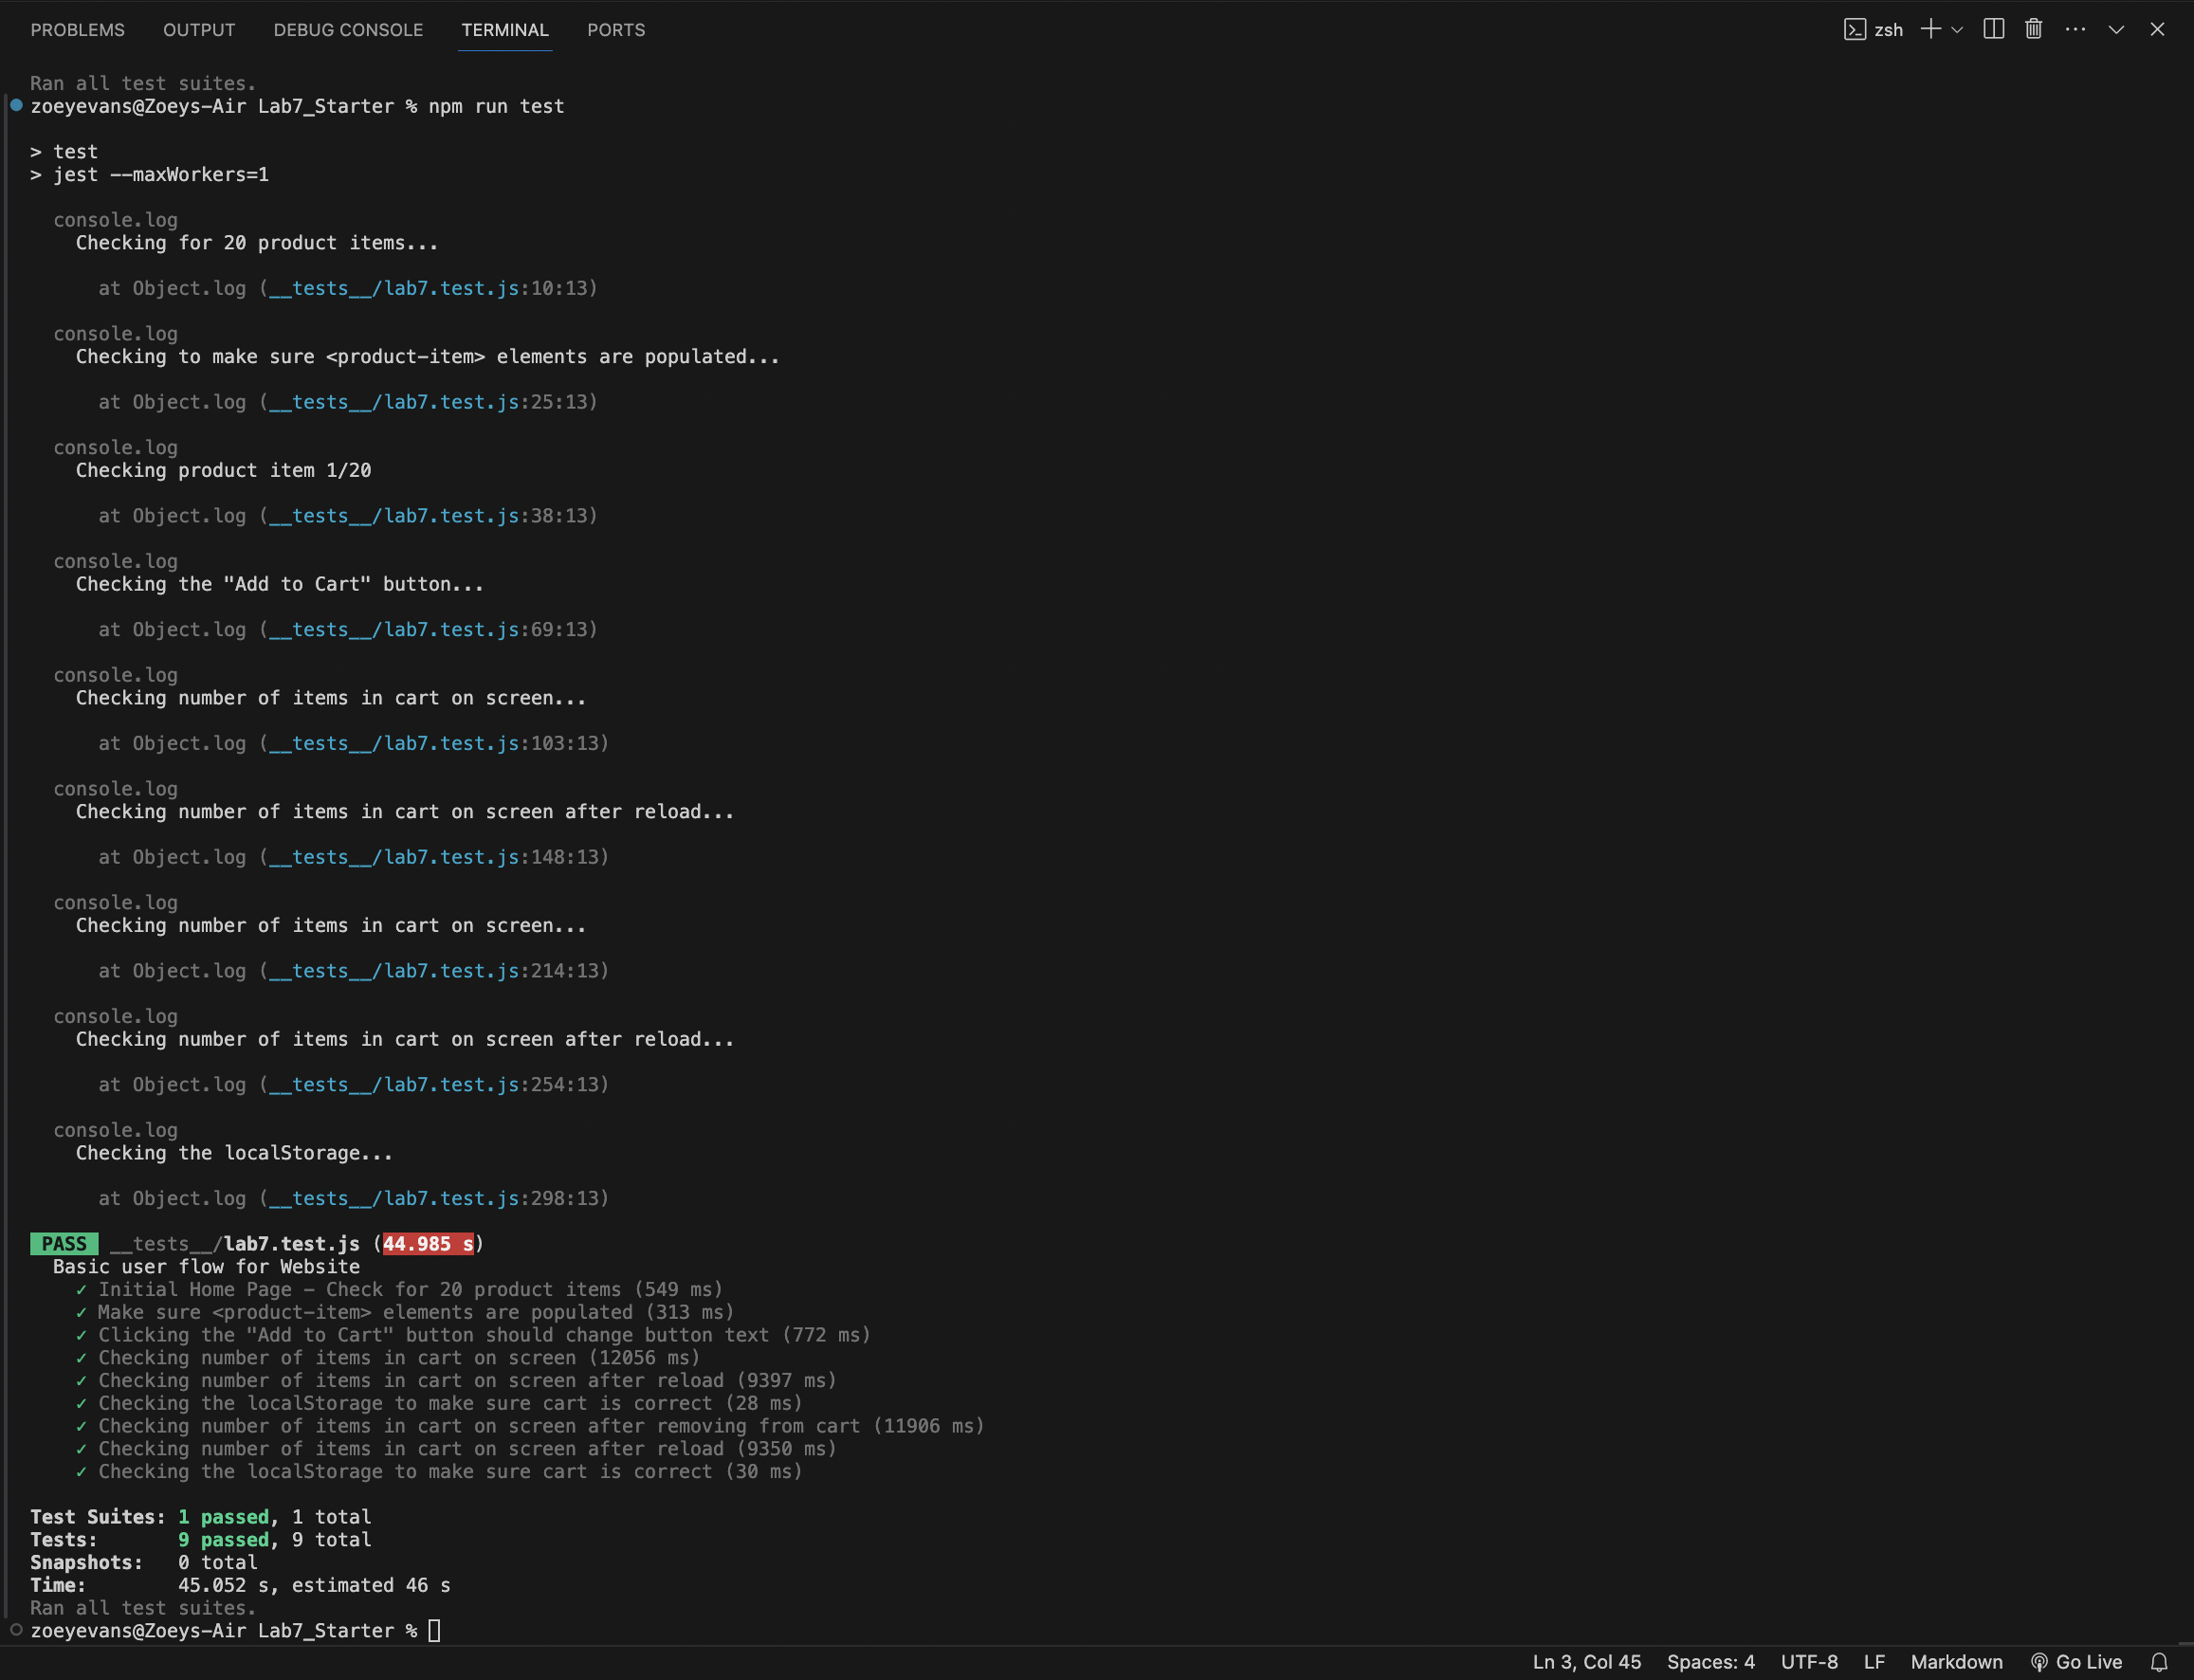 PROBLEMS OUTPUT DEBUG CONSOLE TERMINAL PORTS zsh
Ran all test suites.
zoeyevans@Zoeys-Air Lab7_Starter % npm run test
> test
> jest --maxWorkers=1
console.log
Checking for 20 product items...
at Object.log (__tests__/lab7.test.js:10:13)
console.log
Checking to make sure <product-item> elements are populated...
at Object.log (__tests__/lab7.test.js:25:13)
console.log
Checking product item 1/20
at Object.log (__tests__/lab7.test.js:38:13)
console.log
Checking the "Add to Cart" button...
at Object.log (__tests__/lab7.test.js:69:13)
console.log
Checking number of items in cart on screen...
at Object.log (__tests__/lab7.test.js:103:13)
console.log
Checking number of items in cart on screen after reload...
at Object.log (__tests__/lab7.test.js:148:13)
console.log
Checking number of items in cart on screen...
at Object.log (__tests__/lab7.test.js:214:13)
console.log
Checking number of items in cart on screen after reload...
at Object.log (__tests__/lab7.test.js:254:13)
console.log
Checking the localStorage...
at Object.log (__tests__/lab7.test.js:298:13)
PASS __tests__/lab7.test.js (44.985 s)
Basic user flow for Website
✓ Initial Home Page – Check for 20 product items (549 ms)
✓ Make sure <product-item> elements are populated (313 ms)
✓ Clicking the "Add to Cart" button should change button text (772 ms)
✓ Checking number of items in cart on screen (12056 ms)
✓ Checking number of items in cart on screen after reload (9397 ms)
✓ Checking the localStorage to make sure cart is correct (28 ms)
✓ Checking number of items in cart on screen after removing from cart (11906 ms)
✓ Checking number of items in cart on screen after reload (9350 ms)
✓ Checking the localStorage to make sure cart is correct (30 ms)
Test Suites: 1 passed, 1 total
Tests: 9 passed, 9 total
Snapshots: 0 total
Time: 45.052 s, estimated 46 s
Ran all test suites.
zoeyevans@Zoeys-Air Lab7_Starter %
Ln 3, Col 45 Spaces: 4 UTF-8 LF Markdown Go Live